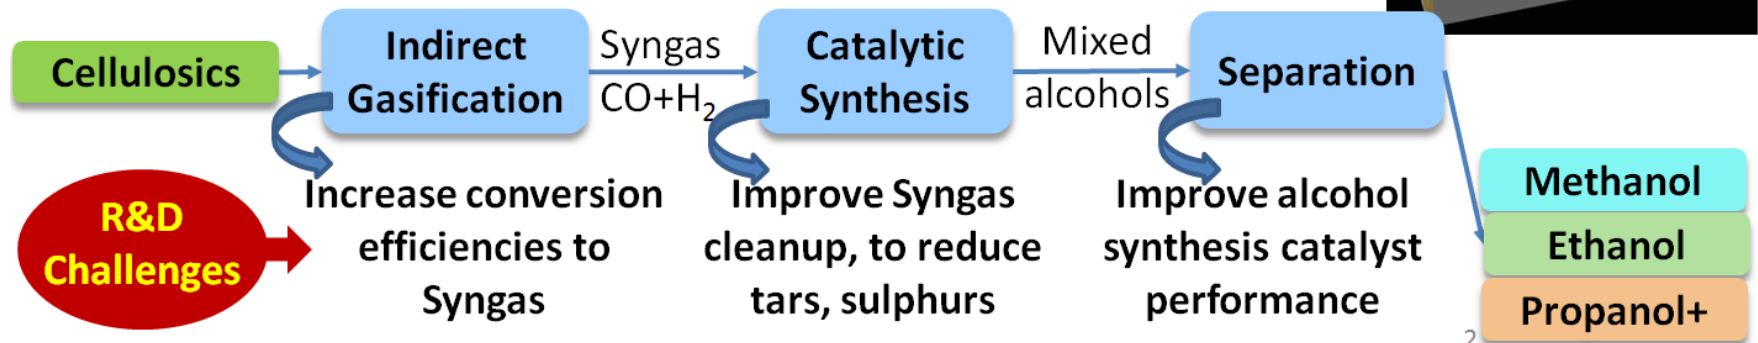 Cellulosics
Indirect
Gasification
Syngas
CO+H₂
Catalytic
Synthesis
Mixed
alcohols
Separation
R&D
Challenges
Increase conversion
efficiencies to
Syngas
Improve Syngas
cleanup, to reduce
tars, sulphurs
Improve alcohol
synthesis catalyst
performance
Methanol
Ethanol
Propanol+
2